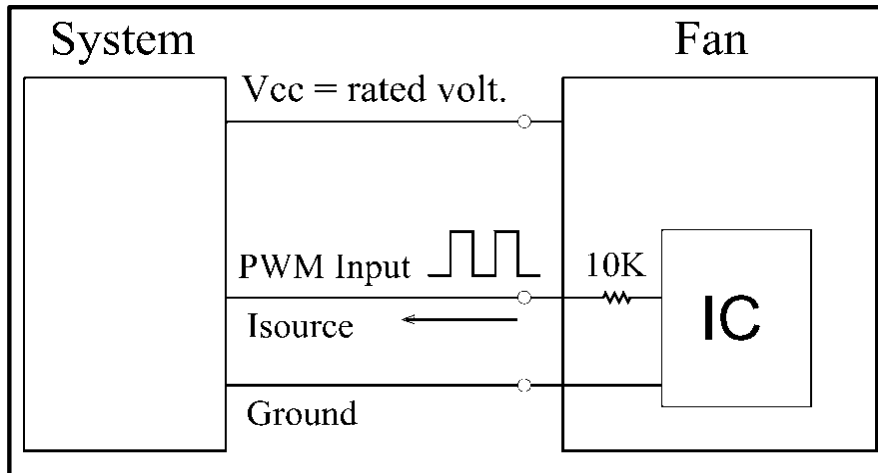 System
Fan
Vcc = rated volt.
PWM Input
10K
IC
Isource
Ground